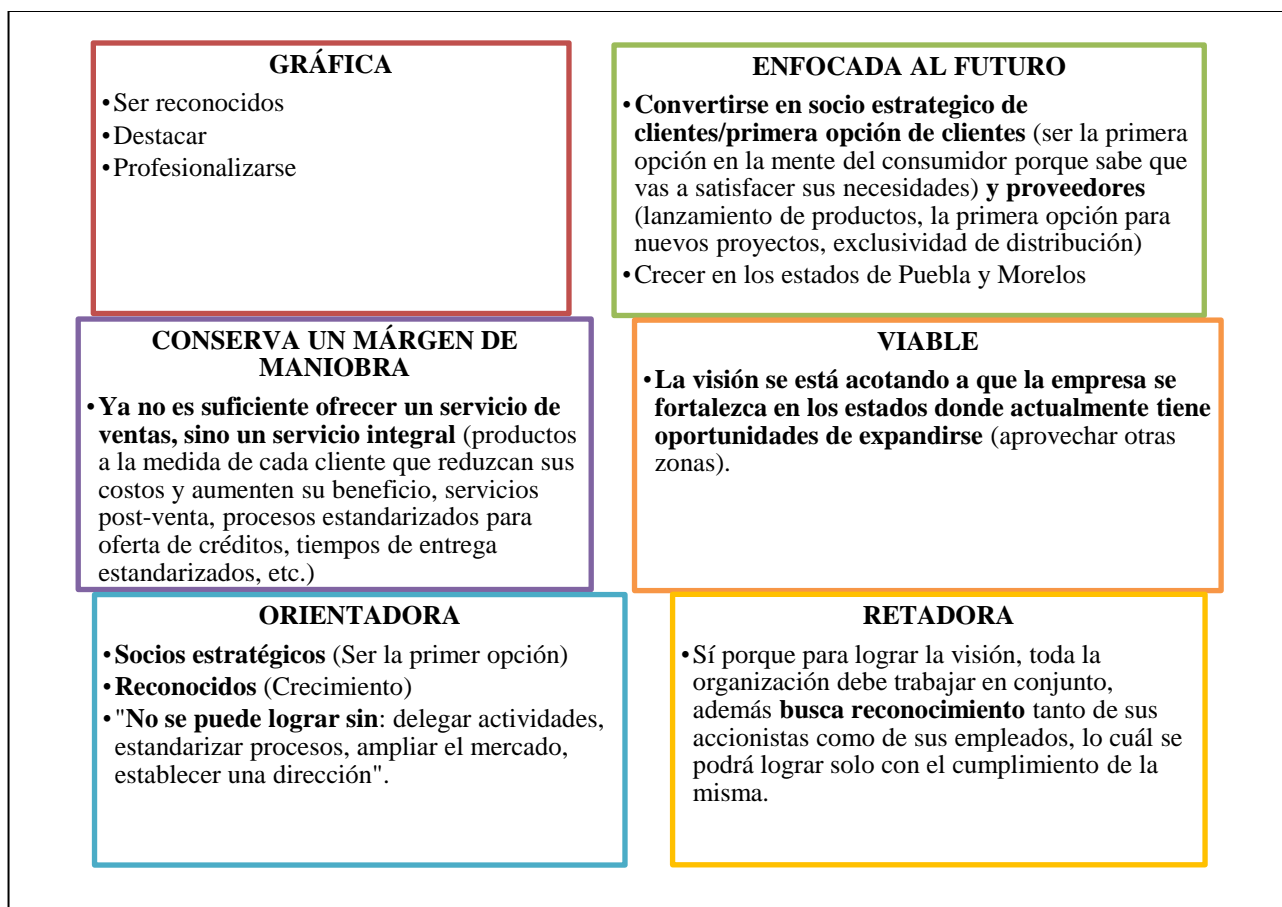 GRÁFICA
•Ser reconocidos
•Destacar
•Profesionalizarse
ENFOCADA AL FUTURO
•Convertirse en socio estrategico de
clientes/primera opción de clientes (ser la primera
opción en la mente del consumidor porque sabe que
vas a satisfacer sus necesidades) y proveedores
(lanzamiento de productos, la primera opción para
nuevos proyectos, exclusividad de distribución)
•Crecer en los estados de Puebla y Morelos
CONSERVA UN MÁRGEN DE
MANIOBRA
•Ya no es suficiente ofrecer un servicio de
ventas, sino un servicio integral (productos
a la medida de cada cliente que reduzcan sus
costos y aumenten su beneficio, servicios
post-venta, procesos estandarizados para
oferta de créditos, tiempos de entrega
estandarizados, etc.)
VIABLE
•La visión se está acotando a que la empresa se
fortalezca en los estados donde actualmente tiene
oportunidades de expandirse (aprovechar otras
zonas).
ORIENTADORA
•Socios estratégicos (Ser la primer opción)
•Reconocidos (Crecimiento)
•"No se puede lograr sin: delegar actividades,
estandarizar procesos, ampliar el mercado,
establecer una dirección".
RETADORA
•Sí porque para lograr la visión, toda la
organización debe trabajar en conjunto,
además busca reconocimiento tanto de sus
accionistas como de sus empleados, lo cuál se
podrá lograr solo con el cumplimiento de la
misma.